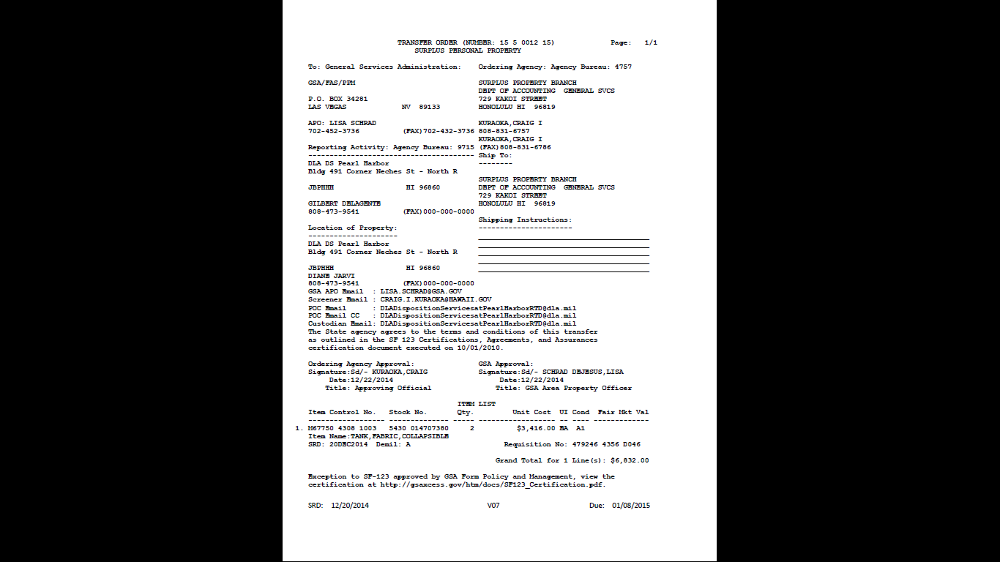 TRANSFER ORDER (NUMBER: 15 5 0012 15) Page: 1/1
SURPLUS PERSONAL PROPERTY
To: General Services Administration: Ordering Agency: Agency Bureau: 4757
GSA/FAS/PPM SURPLUS PROPERTY BRANCH
DEPT OF ACCOUNTING GENERAL SVCS
P.O. BOX 34281 729 KAKOI STREET
LAS VEGAS NV 89133 HONOLULU HI 96819
APO: LISA SCHRAD KURAOKA,CRAIG I
702-452-3736 (FAX)702-432-3736 808-831-6757
KURAOKA,CRAIG I
Reporting Activity: Agency Bureau: 9715 (FAX)808-831-6786
--------------------------------------- Ship To:
DLA DS Pearl Harbor --------
Bldg 491 Corner Neches St - North R
SURPLUS PROPERTY BRANCH
JBPHHH HI 96860 DEPT OF ACCOUNTING GENERAL SVCS
729 KAKOI STREET
GILBERT DELAGENTE HONOLULU HI 96819
808-473-9541 (FAX)000-000-0000
Shipping Instructions:
Location of Property: ----------------------
---------------------
DLA DS Pearl Harbor
Bldg 491 Corner Neches St - North R
JBPHHH HI 96860
DIANE JARVI
808-473-9541 (FAX)000-000-0000
GSA APO Email : LISA.SCHRAD@GSA.GOV
Screener Email : CRAIG.I.KURAOKA@HAWAII.GOV
POC Email : DLADispositionServicesatPearlHarborRTD@dla.mil
POC Email CC : DLADispositionServicesatPearlHarborRTD@dla.mil
Custodian Email: DLADispositionServicesatPearlHarborRTD@dla.mil
The State agency agrees to the terms and conditions of this transfer
as outlined in the SF 123 Certifications, Agreements, and Assurances
certification document executed on 10/01/2010.
Ordering Agency Approval: GSA Approval:
Signature:Sd/- KURAOKA,CRAIG Signature:Sd/- SCHRAD DEJESUS,LISA
Date:12/22/2014 Date:12/22/2014
Title: Approving Official Title: GSA Area Property Officer
ITEM LIST
Item Control No. Stock No. Qty. Unit Cost UI Cond Fair Mkt Val
------------------ -------------- ----- ------------------ -- ---- -------------
1. M67750 4308 1003 5430 014707380 2 $3,416.00 EA A1
Item Name:TANK,FABRIC,COLLAPSIBLE
SRD: 20DEC2014 Demil: A Requisition No: 479246 4356 D046
Grand Total for 1 Line(s): $6,832.00
Exception to SF-123 approved by GSA Form Policy and Management, view the
certification at http://gsaxcess.gov/htm/docs/SF123_Certification.pdf.
SRD: 12/20/2014 V07 Due: 01/08/2015